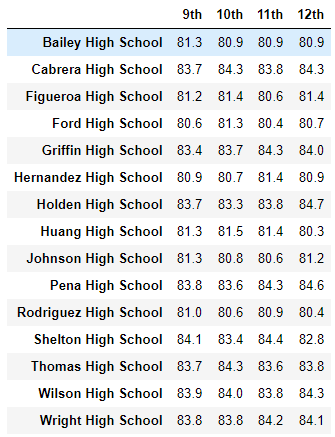 9th 10th 11th 12th
Bailey High School 81.3 80.9 80.9 80.9
Cabrera High School 83.7 84.3 83.8 84.3
Figueroa High School 81.2 81.4 80.6 81.4
Ford High School 80.6 81.3 80.4 80.7
Griffin High School 83.4 83.7 84.3 84.0
Hernandez High School 80.9 80.7 81.4 80.9
Holden High School 83.7 83.3 83.8 84.7
Huang High School 81.3 81.5 81.4 80.3
Johnson High School 81.3 80.8 80.6 81.2
Pena High School 83.8 83.6 84.3 84.6
Rodriguez High School 81.0 80.6 80.9 80.4
Shelton High School 84.1 83.4 84.4 82.8
Thomas High School 83.7 84.3 83.6 83.8
Wilson High School 83.9 84.0 83.8 84.3
Wright High School 83.8 83.8 84.2 84.1